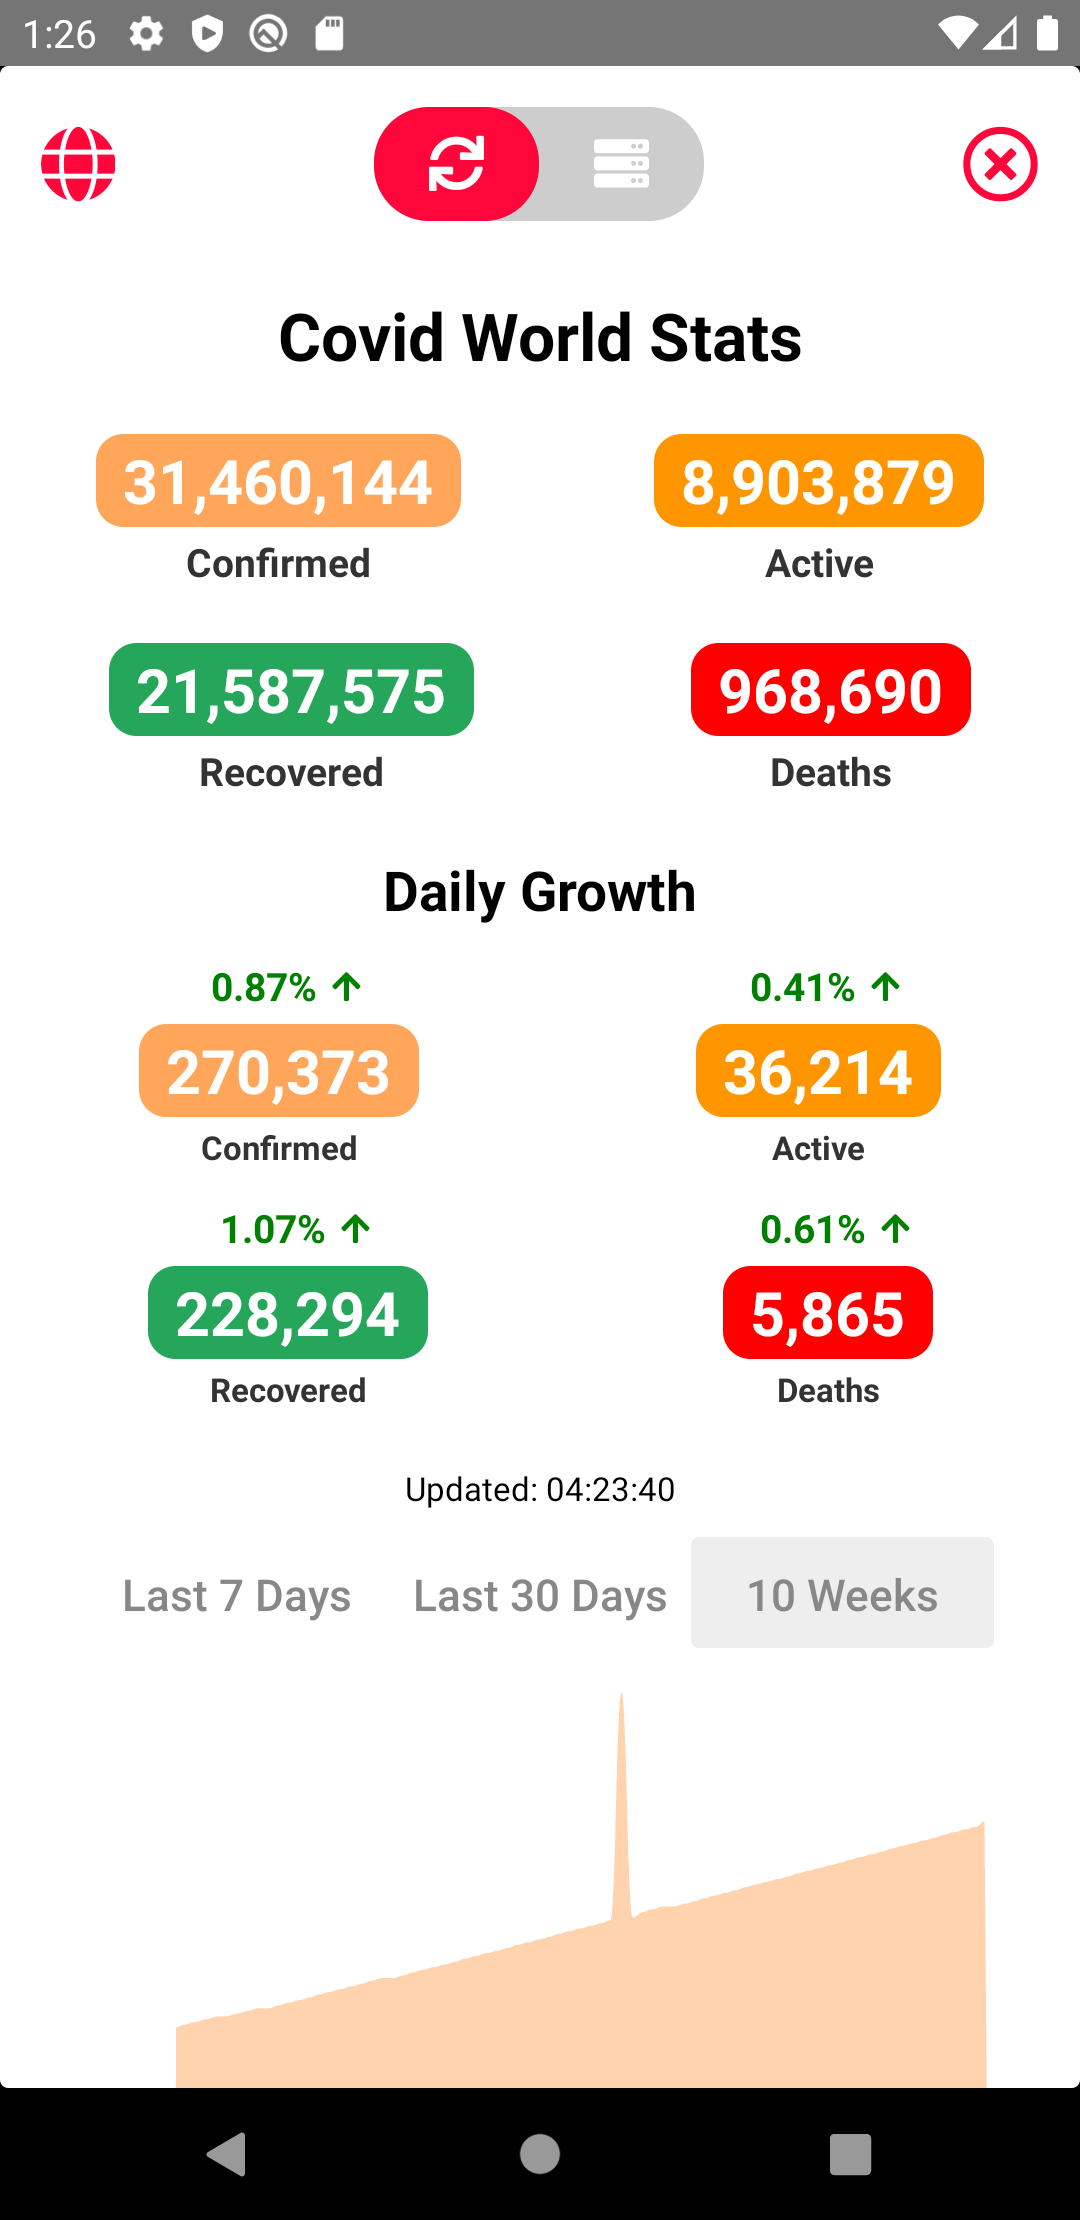 1:26
Covid World Stats
31,460,144 8,903,879
Confirmed Active
21,587,575 968,690
Recovered Deaths
Daily Growth
0.87% 0.41%
270,373 36,214
Confirmed Active
1.07% 0.61%
228,294 5,865
Recovered Deaths
Updated: 04:23:40
Last 7 Days Last 30 Days 10 Weeks